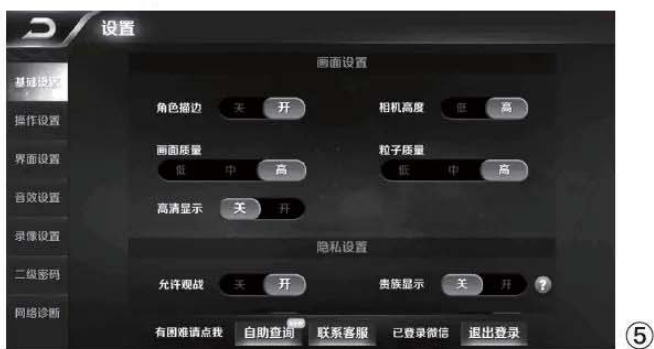 设置
画面设置
基础设置
角色描边 关 开 相机高度 低 高
操作设置
画面质量 粒子质量
界面设置
低 中 高 低 中 高
音效设置
高清显示 关 开
录像设置
隐私设置
二级密码
允许观战 关 开 贵族显示 关 开 ?
网络诊断
有困难请点我 自助查询 联系客服 已登录微信 退出登录
⑤